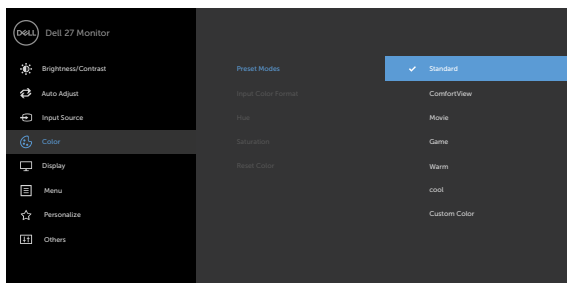 DELL
Dell 27 Monitor
Brightness/Contrast
Auto Adjust
Input Source
Color
Display
Menu
Personalize
Others
Preset Modes
Input Color Format
Hue
Saturation
Reset Color
Standard
ComfortView
Movie
Game
Warm
cool
Custom Color